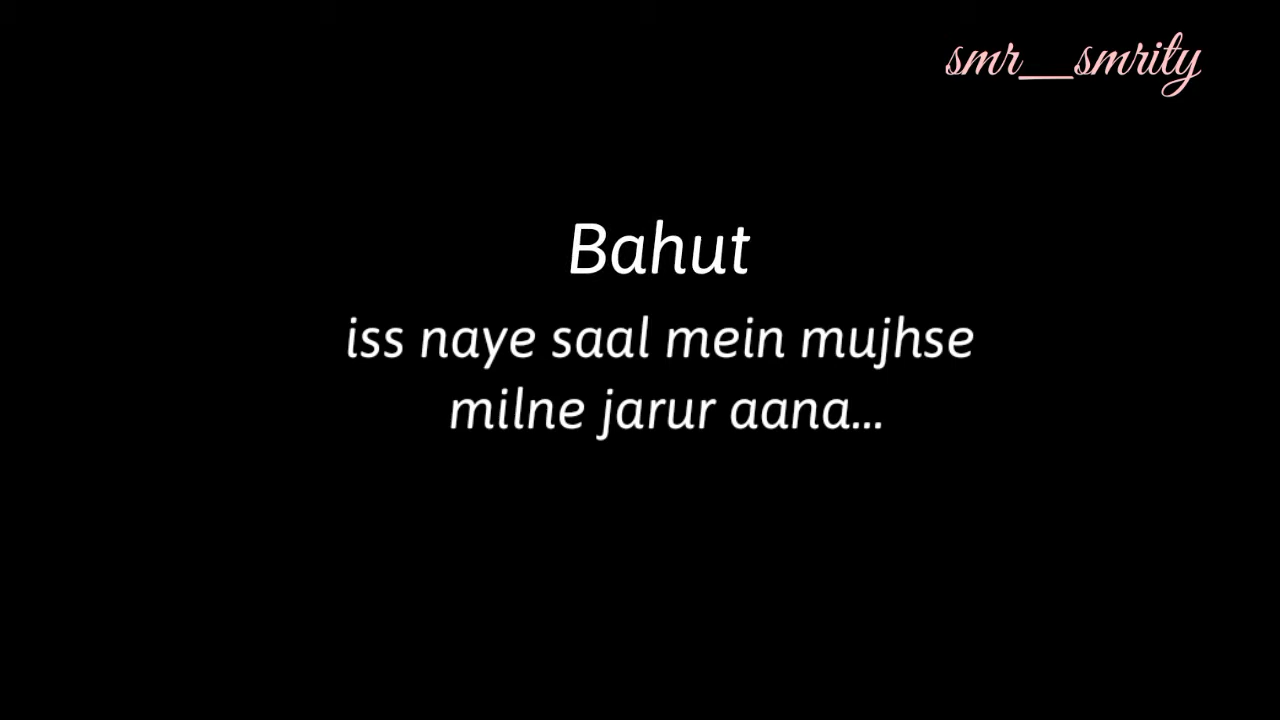 smr__smrity
Bahut
iss naye saal mein mujhse
milne jarur aana...